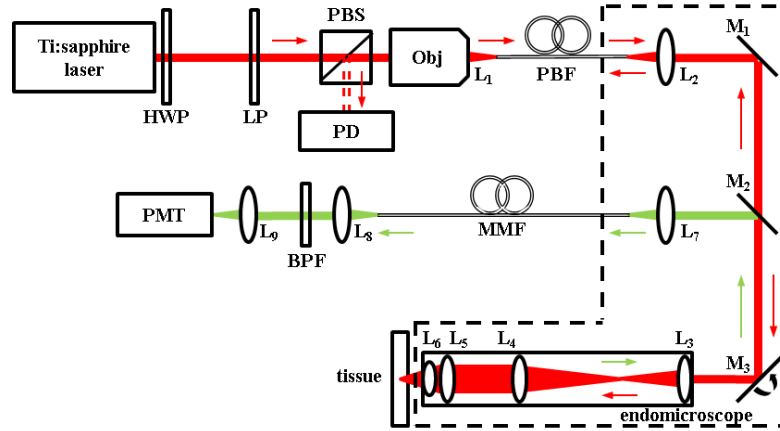 Ti:sapphire
laser
HWP
LP
PBS
PD
Obj
L1
PBF
L2
M1
PMT
L9
BPF
L8
MMF
L7
M2
tissue
L6
L5
L4
L3
M3
endomicroscope